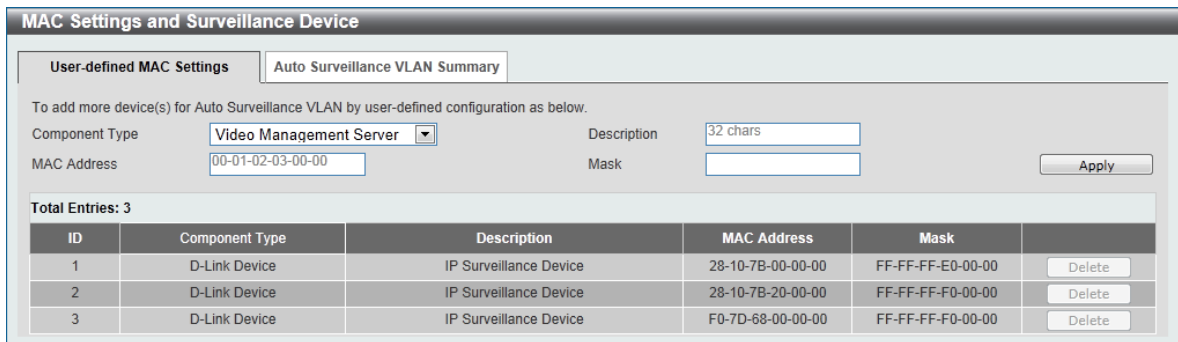 MAC Settings and Surveillance Device
User-defined MAC Settings Auto Surveillance VLAN Summary
To add more device(s) for Auto Surveillance VLAN by user-defined configuration as below.
Component Type Video Management Server Description 32 chars
MAC Address 00-01-02-03-00-00 Mask Apply
Total Entries: 3
ID Component Type Description MAC Address Mask
1 D-Link Device IP Surveillance Device 28-10-7B-00-00-00 FF-FF-FF-E0-00-00 Delete
2 D-Link Device IP Surveillance Device 28-10-7B-20-00-00 FF-FF-FF-F0-00-00 Delete
3 D-Link Device IP Surveillance Device F0-7D-68-00-00-00 FF-FF-FF-F0-00-00 Delete